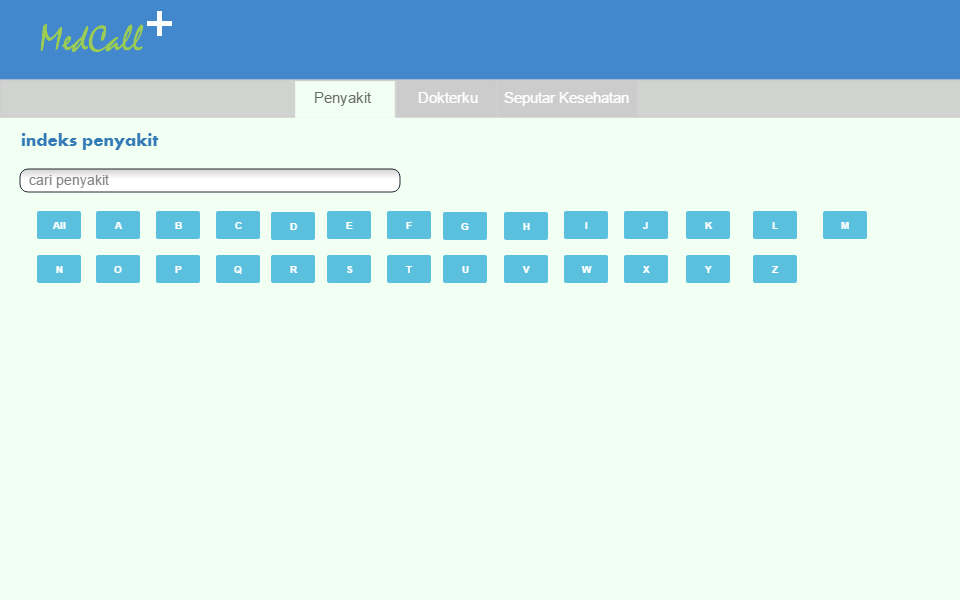 MedCall+
Penyakit Dokterku Seputar Kesehatan
indeks penyakit
cari penyakit
All A B C D E F G H I J K L M
N O P Q R S T U V W X Y Z